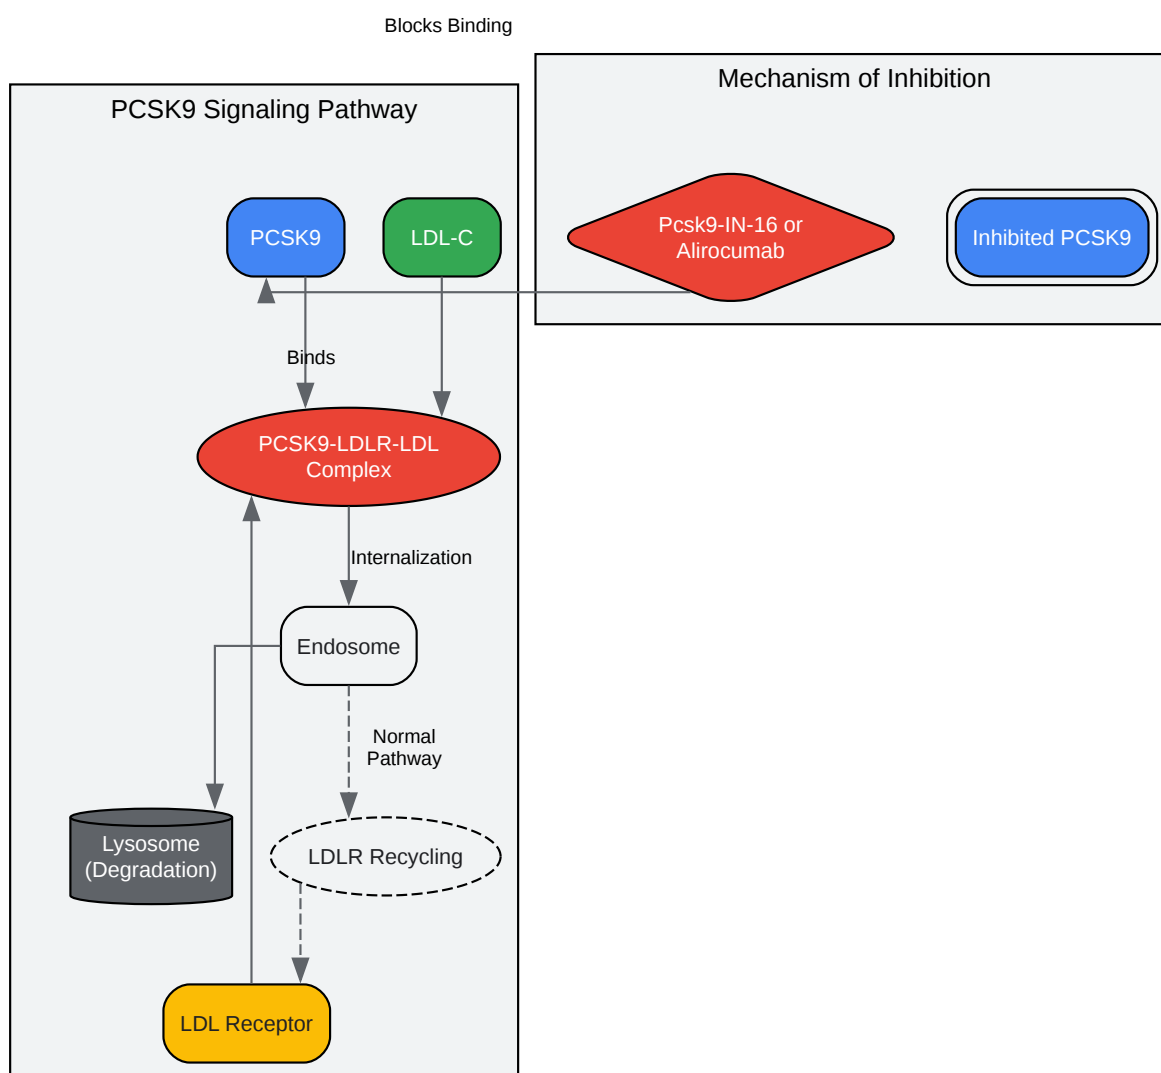 Blocks Binding
Mechanism of Inhibition
PCSK9 Signaling Pathway
PCSK9
LDL-C
Pcsk9-IN-16 or
Alirocumab
Inhibited PCSK9
Binds
PCSK9-LDLR-LDL
Complex
Internalization
Endosome
Normal
Pathway
Lysosome
(Degradation)
LDLR Recycling
LDL Receptor